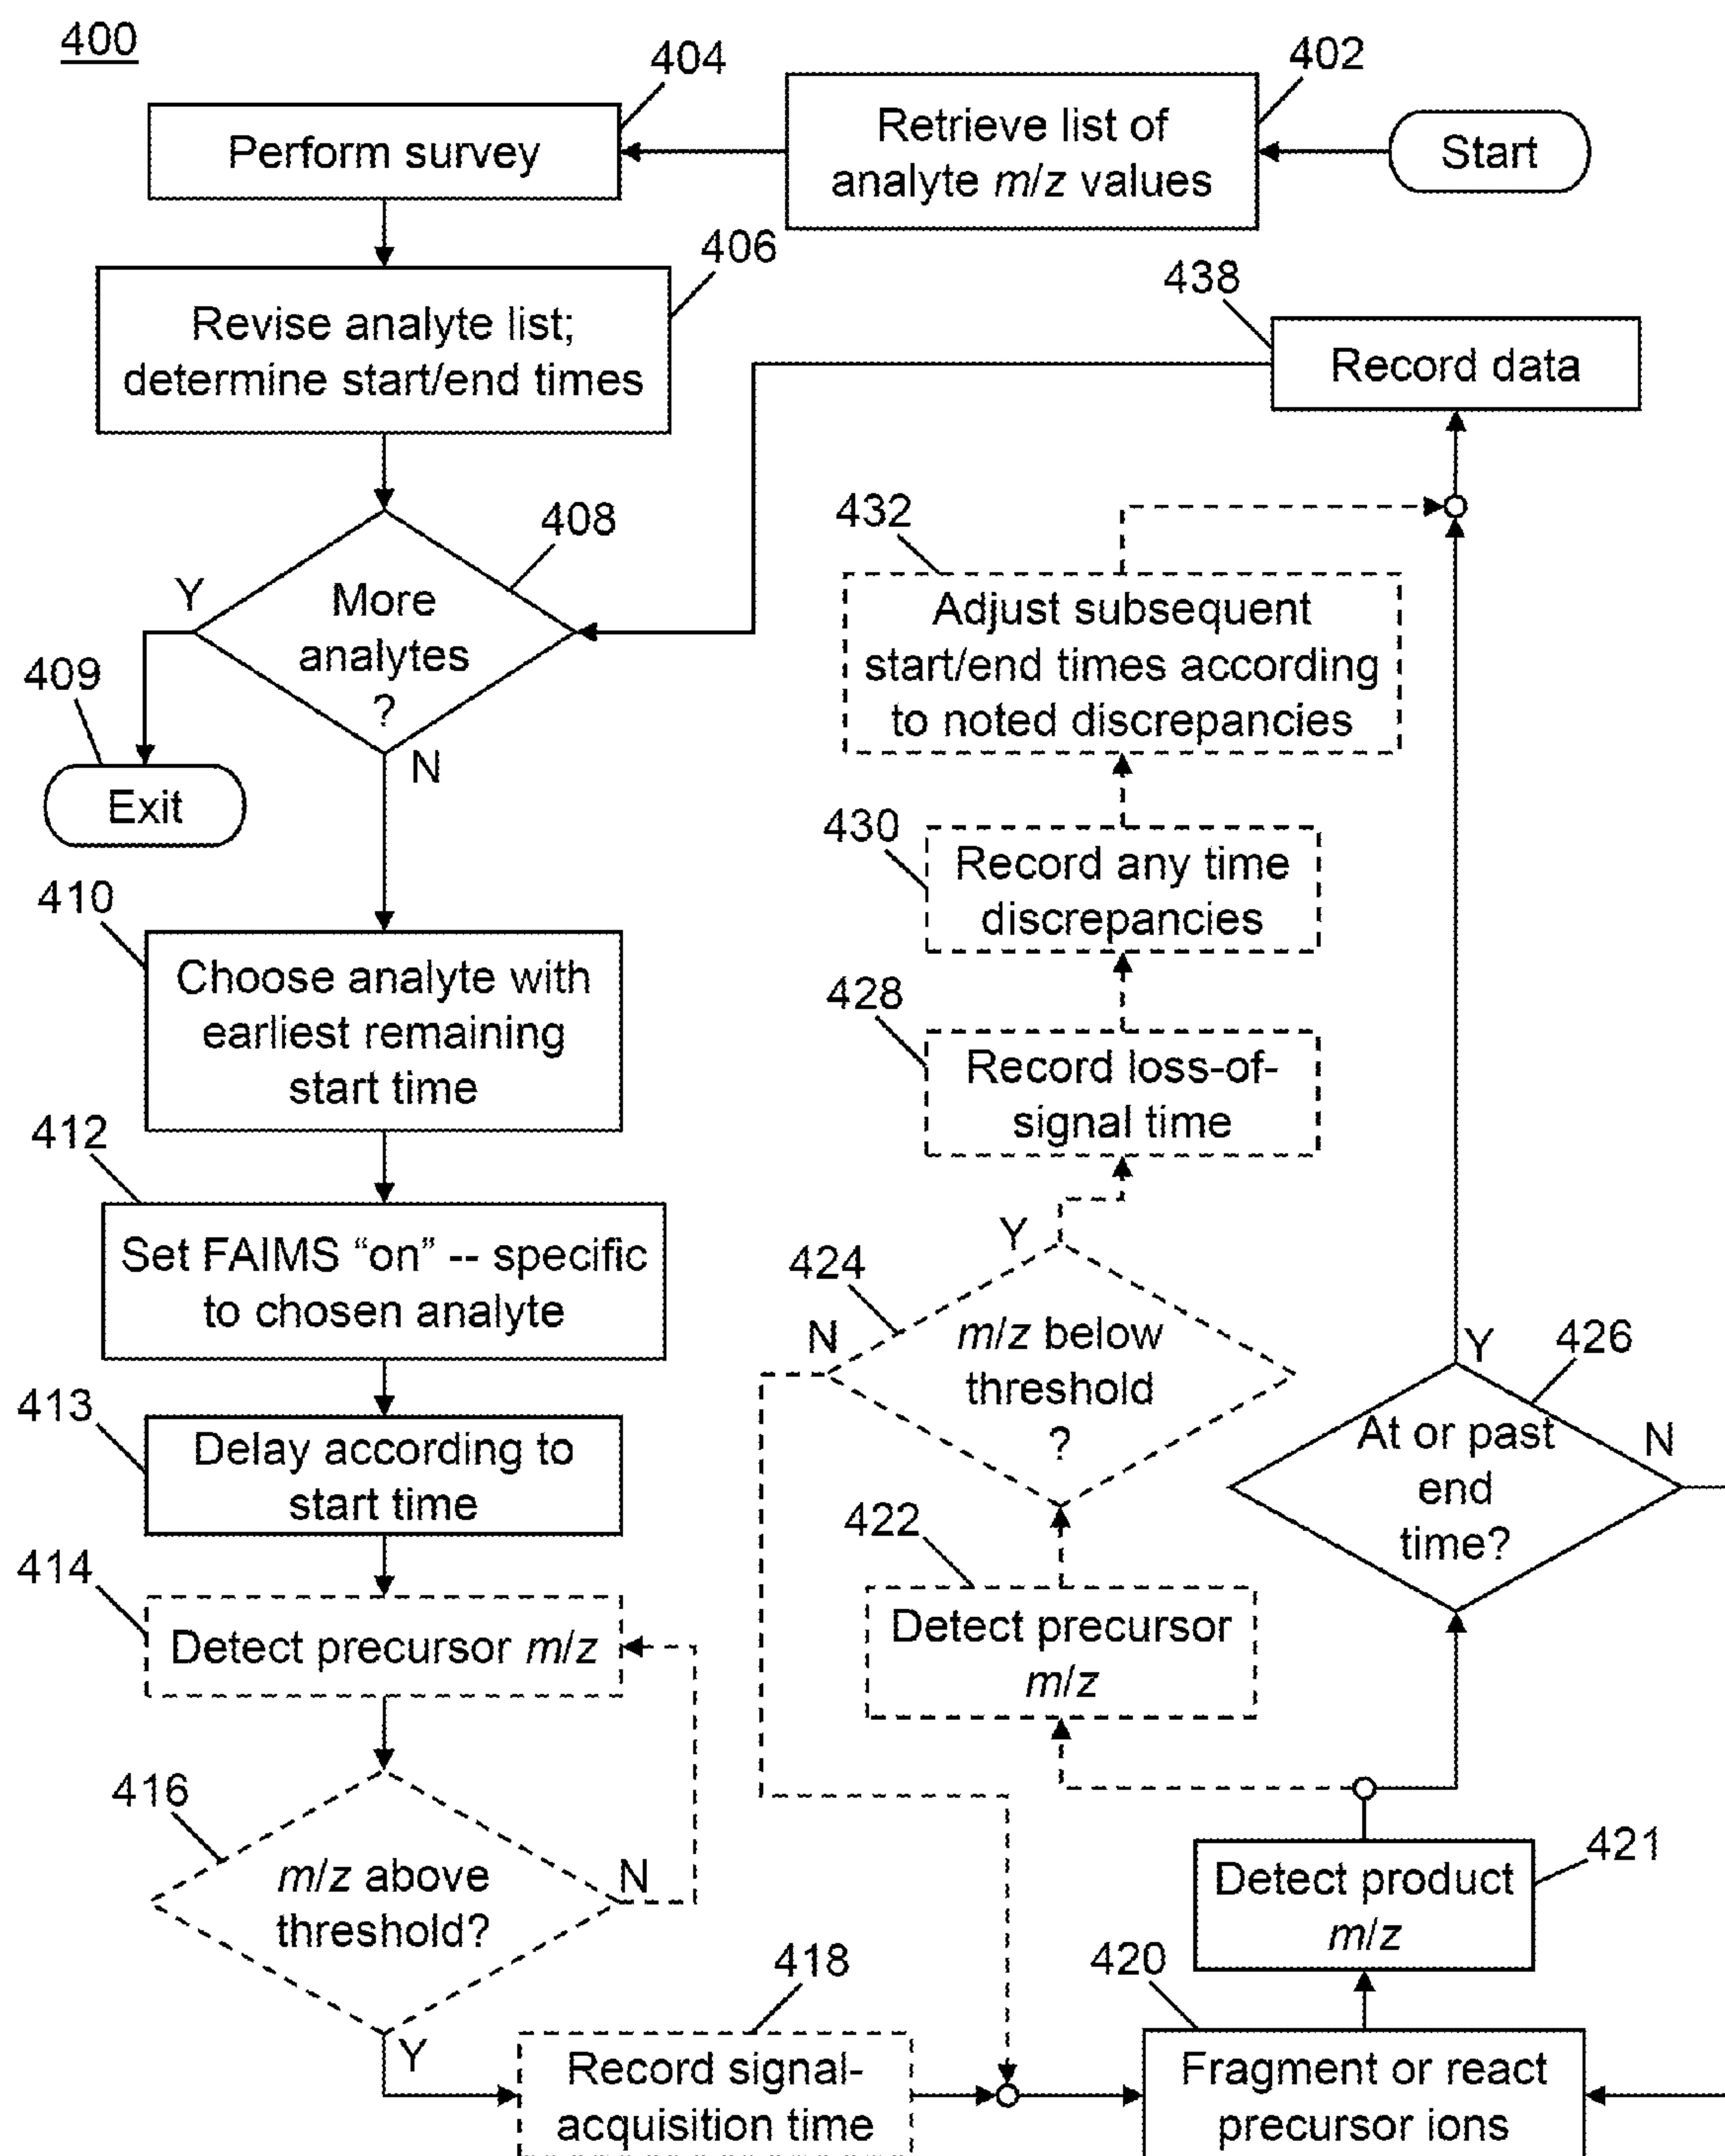 400
404
402
Perform survey
Retrieve list of
analyte m/z values
Start
406
Revise analyte list;
determine start/end times
438
Record data
408
Y
More
analytes
?
N
409
Exit
432
Adjust subsequent
start/end times according
to noted discrepancies
430
Record any time
discrepancies
410
Choose analyte with
earliest remaining
start time
428
Record loss-of-
signal time
412
Set FAIMS “on” -- specific
to chosen analyte
424
Y
N
m/z below
threshold
?
426
Y
At or past
end
time?
N
413
Delay according to
start time
422
Detect precursor
m/z
414
Detect precursor m/z
416
m/z above
threshold?
N
Y
421
Detect product
m/z
418
Record signal-
acquisition time
420
Fragment or react
precursor ions